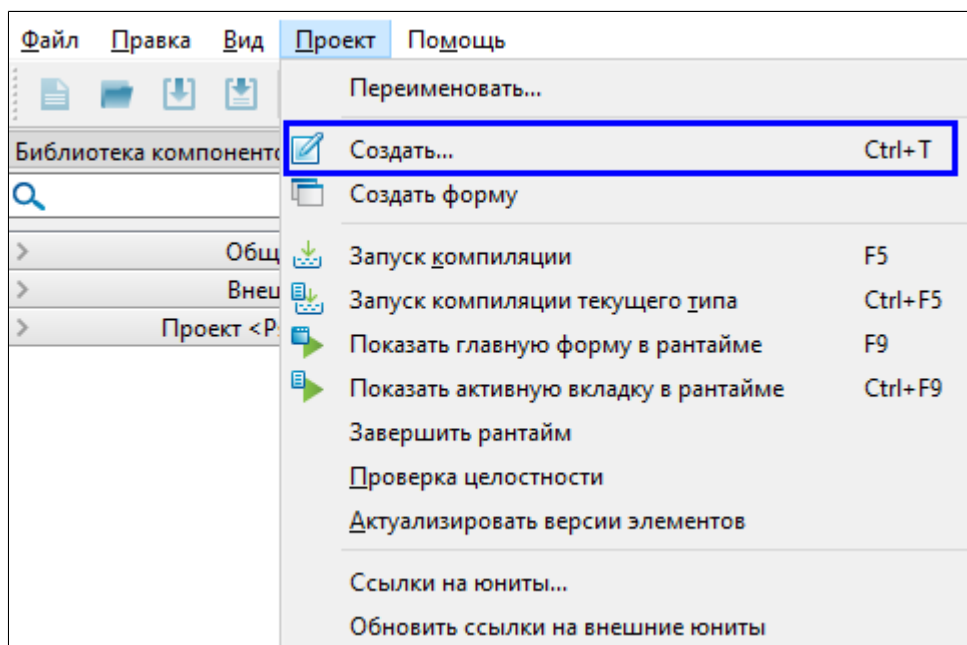 Файл Правка Вид Проект Помощь
Переименовать...
Библиотека компоненто
Создать... Ctrl+T
Создать форму
Общ
Запуск компиляции F5
Внеш
Запуск компиляции текущего типа Ctrl+F5
Проект <P
Показать главную форму в рантайме F9
Показать активную вкладку в рантайме Ctrl+F9
Завершить рантайм
Проверка целостности
Актуализировать версии элементов
Ссылки на юниты...
Обновить ссылки на внешние юниты